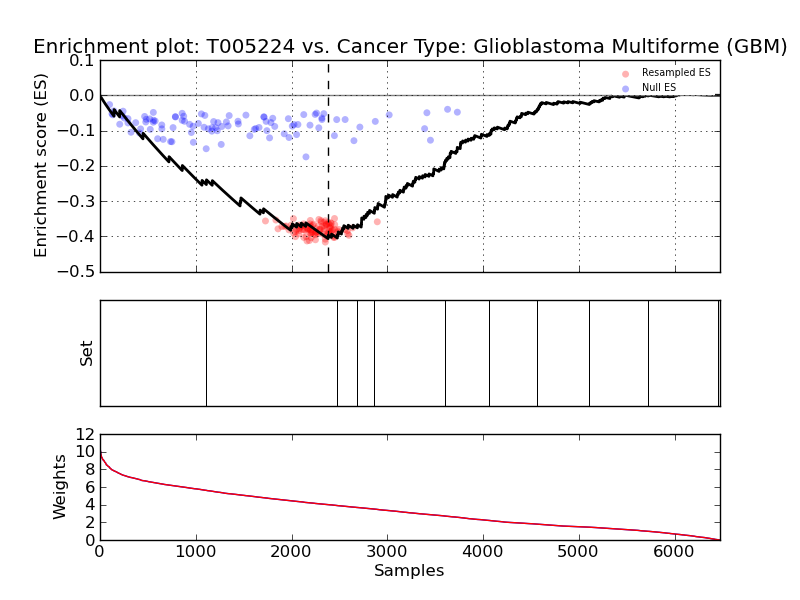 Enrichment plot: T005224 vs. Cancer Type: Glioblastoma Multiforme (GBM)
Enrichment score (ES)
0.1
0.0
−0.1
−0.2
−0.3
−0.4
−0.5
Resampled ES
Null ES
Set
Weights
12
10
8
6
4
2
0
0 1000 2000 3000 4000 5000 6000
Samples